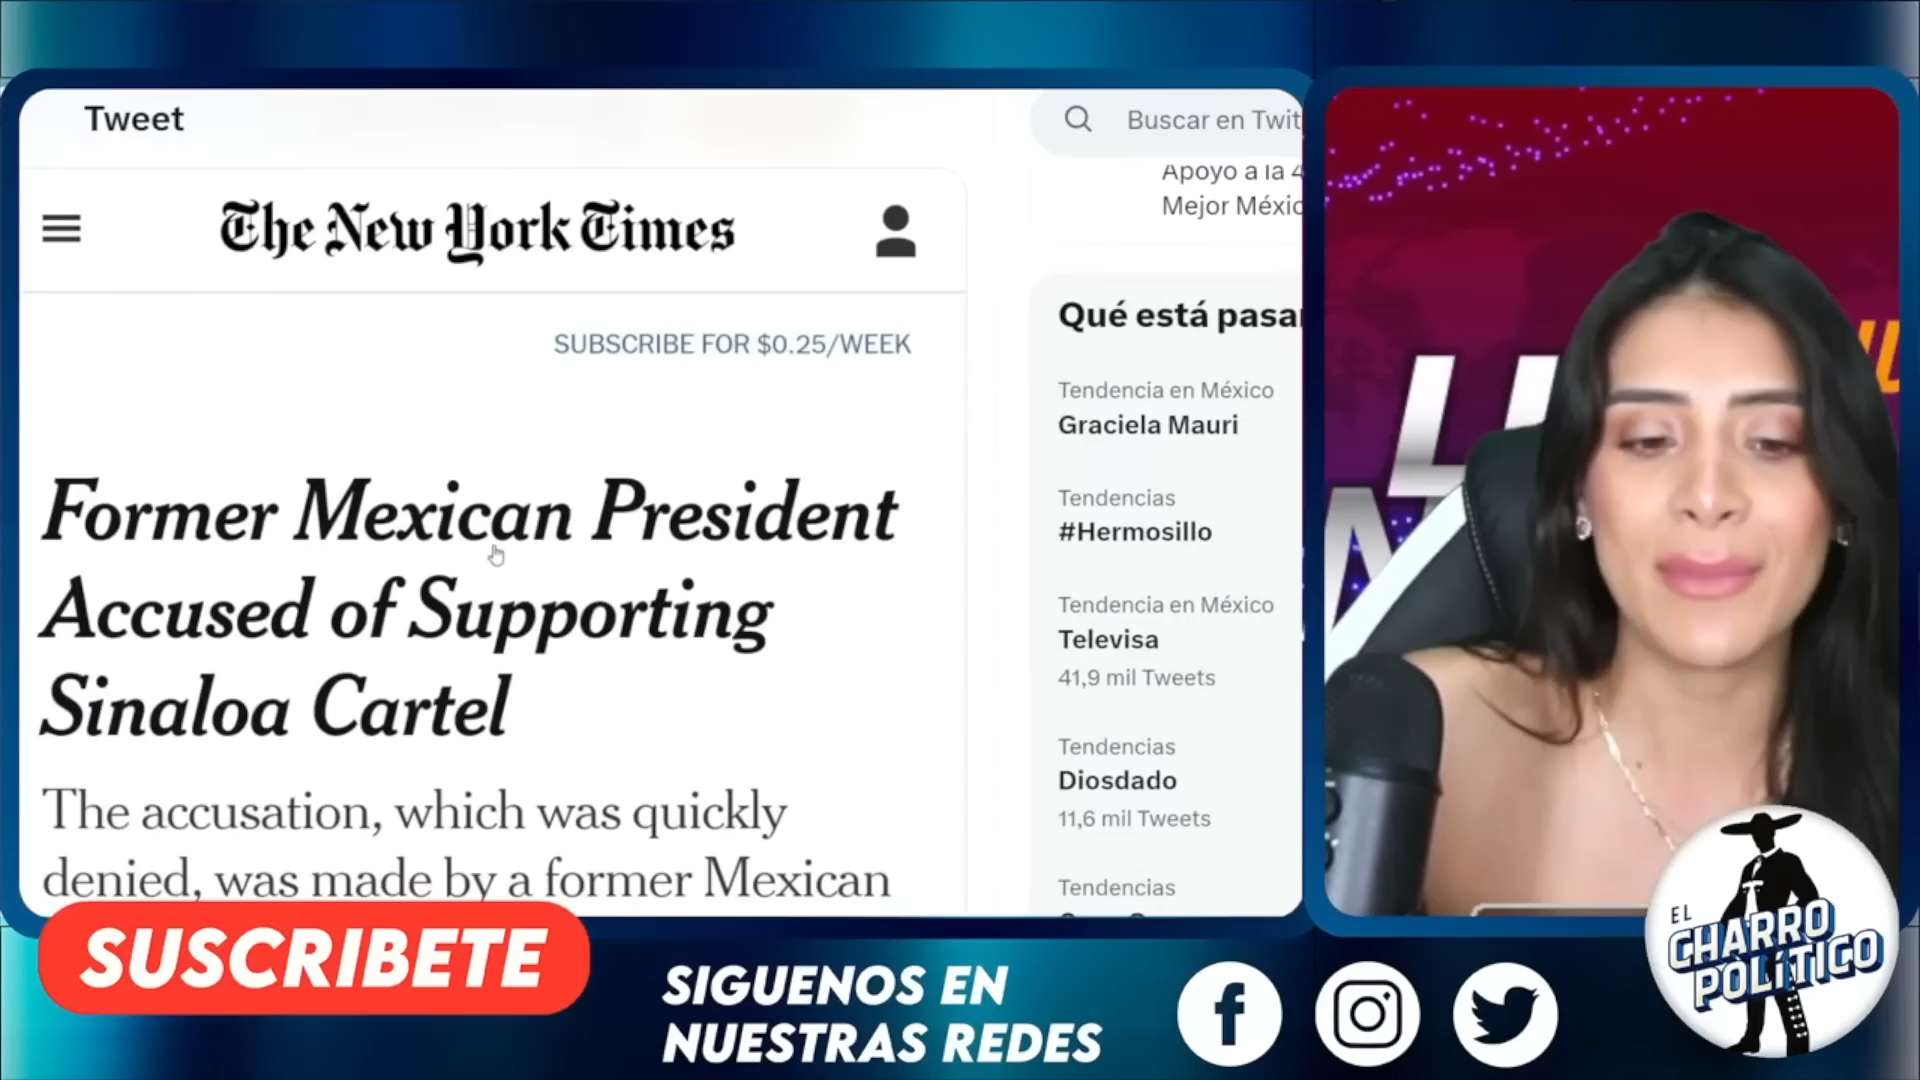 Tweet
Buscar en Twit
Apoyo a la 4
Mejor Méxic
The New York Times
SUBSCRIBE FOR $0.25/WEEK
Former Mexican President
Accused of Supporting
Sinaloa Cartel
The accusation, which was quickly
denied, was made by a former Mexican
Qué está pasa
Tendencia en México
Graciela Mauri
Tendencias
#Hermosillo
Tendencia en México
Televisa
41,9 mil Tweets
Tendencias
Diosdado
11,6 mil Tweets
Tendencias
SUSCRIBETE
SIGUENOS EN
NUESTRAS REDES
EL
CHARRO
POLÍTICO